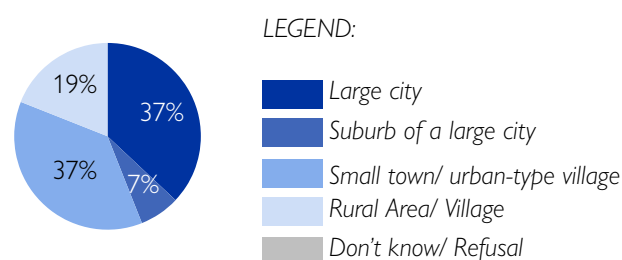 LEGEND:
19%
37%
37%
7%
Large city
Suburb of a large city
Small town/ urban-type village
Rural Area/ Village
Don't know/ Refusal